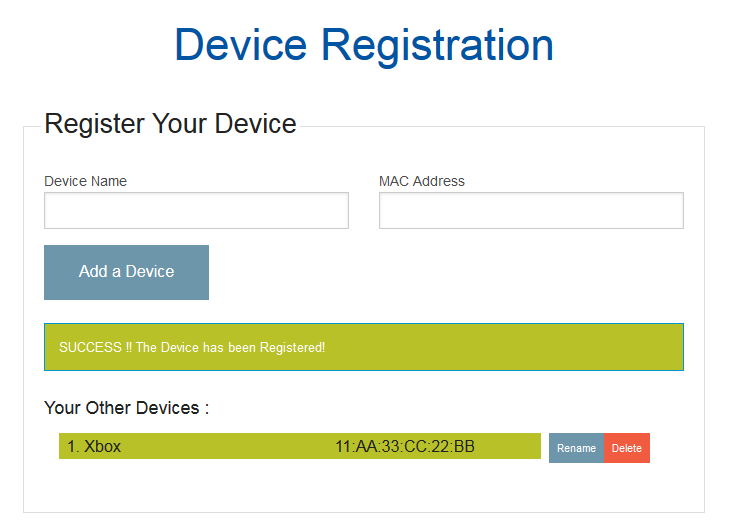 Device Registration
Register Your Device
Device Name MAC Address
Add a Device
SUCCESS !! The Device has been Registered!
Your Other Devices :
1. Xbox 11:AA:33:CC:22:BB Rename Delete